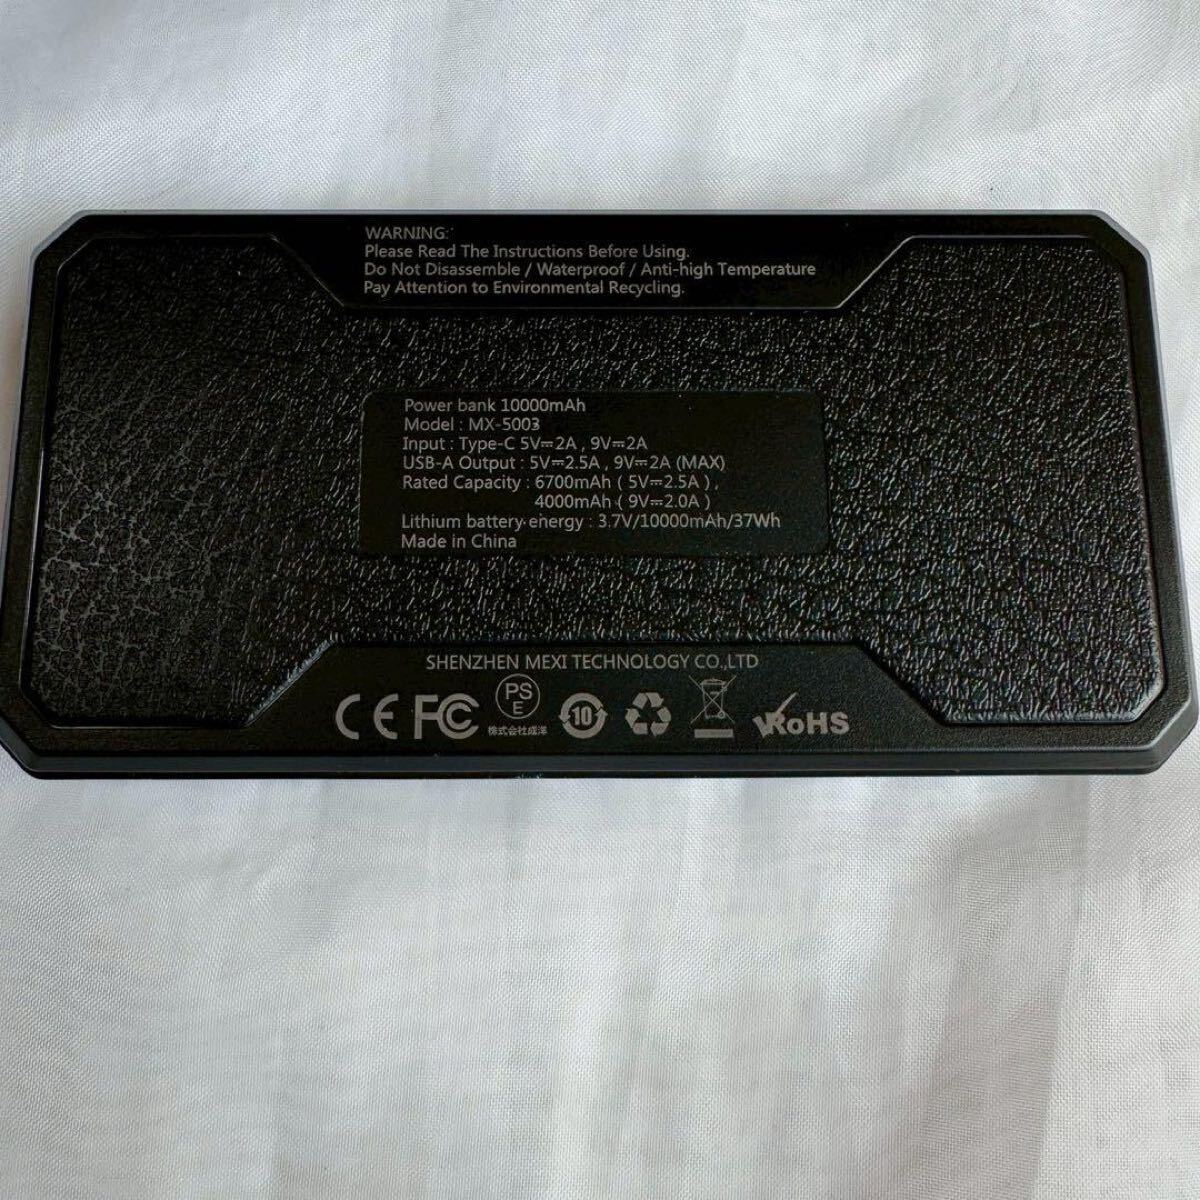 WARNING:
Please Read The Instructions Before Using.
Do Not Disassemble / Waterproof / Anti-high Temperature
Pay Attention to Environmental Recycling.
Power bank 10000mAh
Model : MX-5003
Input : Type-C 5V⎓2A , 9V⎓2A
USB-A Output : 5V⎓2.5A , 9V⎓2A (MAX)
Rated Capacity : 6700mAh ( 5V⎓2.5A ) ,
4000mAh ( 9V⎓2.0A )
Lithium battery energy : 3.7V/10000mAh/37Wh
Made in China
SHENZHEN MEXI TECHNOLOGY CO.,LTD
CE FC PS E 10 RoHS
株式会社成洋